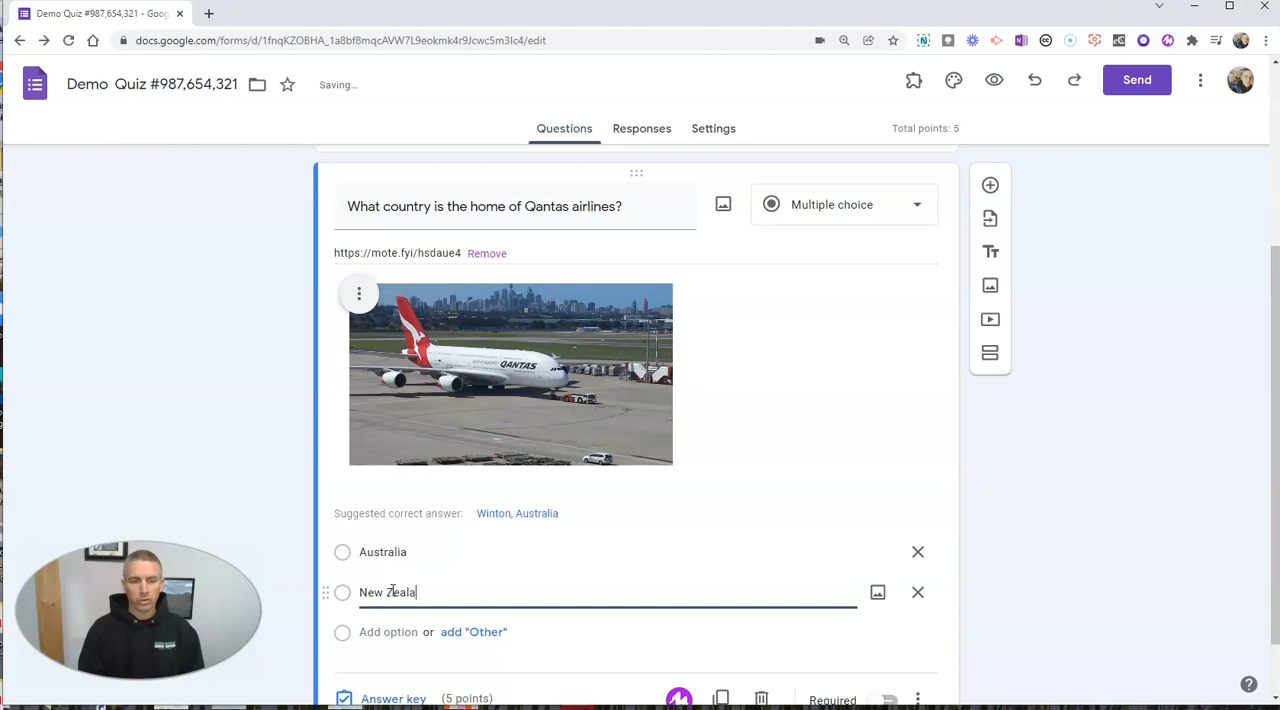 Demo Quiz #987,654,321 - Goog
docs.google.com/forms/d/1fnqKZOBHA_1a8bf8mqcAVW7L9eokmk4r9Jcwc5m3lc4/edit
Demo Quiz #987,654,321
Saving...
Send
Questions
Responses
Settings
Total points: 5
What country is the home of Qantas airlines?
Multiple choice
https://mote.fyi/hsdaue4 Remove
QANTAS
Suggested correct answer: Winton, Australia
Australia
New Zeala
Add option or add "Other"
Answer key (5 points)
Required